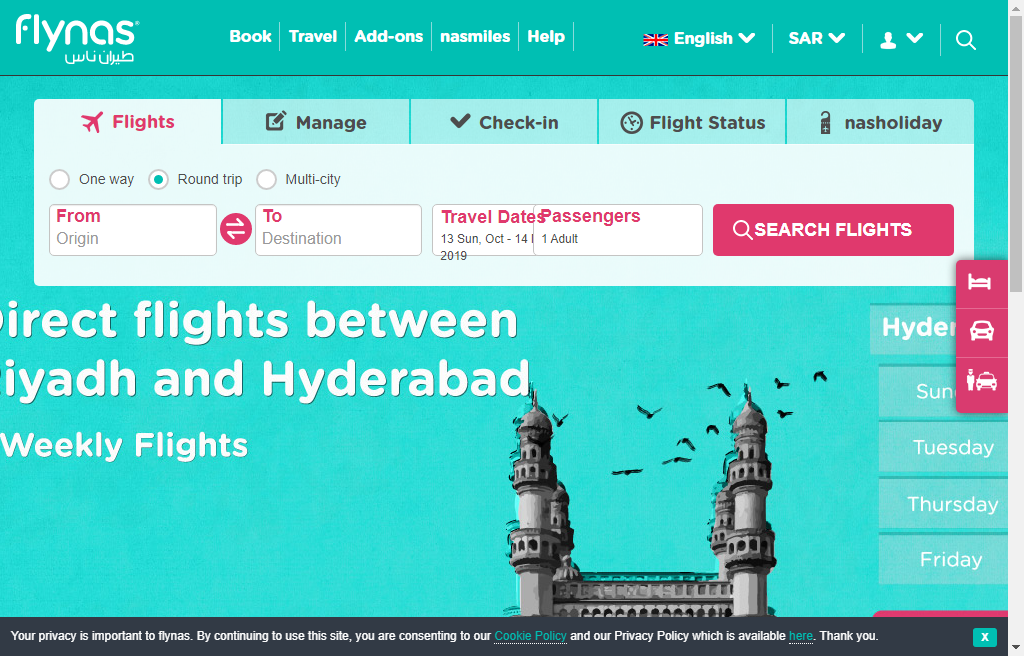 flynas
طيران ناس
Book Travel Add-ons nasmiles Help
English SAR
Flights Manage Check-in Flight Status nasholiday
One way Round trip Multi-city
From To Travel Dates Passengers
Origin Destination 13 Sun, Oct - 14 1 Adult
2019
SEARCH FLIGHTS
irect flights between
iyadh and Hyderabad
Weekly Flights
Hyder
Sun
Tuesday
Thursday
Friday
Your privacy is important to flynas. By continuing to use this site, you are consenting to our Cookie Policy and our Privacy Policy which is available here. Thank you. X